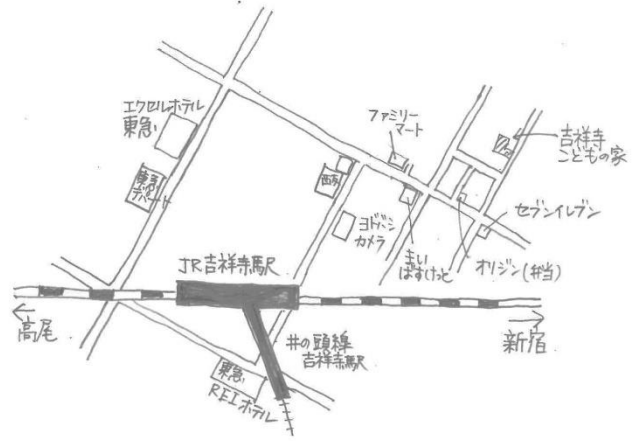 エクセルホテル
東急
ファミリー
マート
吉祥寺
こどもの家
デパート
西友
ヨドバシ
カメラ
まい
ばすけっと
オリジン(弁当)
セブンイレブン
JR吉祥寺駅
高尾
新宿
井の頭線
吉祥寺駅
東急
REIホテル